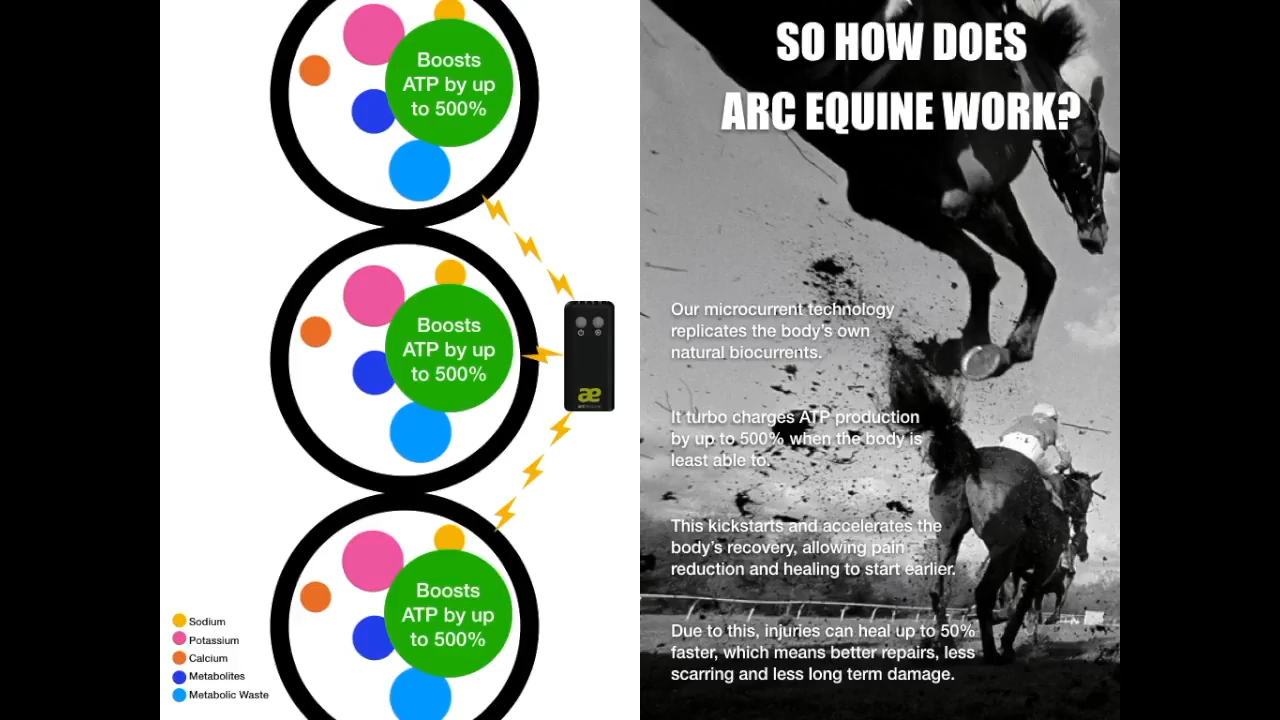 Boosts
ATP by up
to 500%
Boosts
ATP by up
to 500%
æ
Boosts
ATP by up
to 500%
Sodium
Potassium
Calcium
Metabolites
Metabolic Waste
SO HOW DOES
ARC EQUINE WORK?
Our microcurrent technology
replicates the body's own
natural biocurrents.
It turbo charges ATP production
by up to 500% when the body is
least able to.
This kickstarts and accelerates the
body's recovery, allowing pain
reduction and healing to start earlier.
Due to this, injuries can heal up to 50%
faster, which means better repairs, less
scarring and less long term damage.